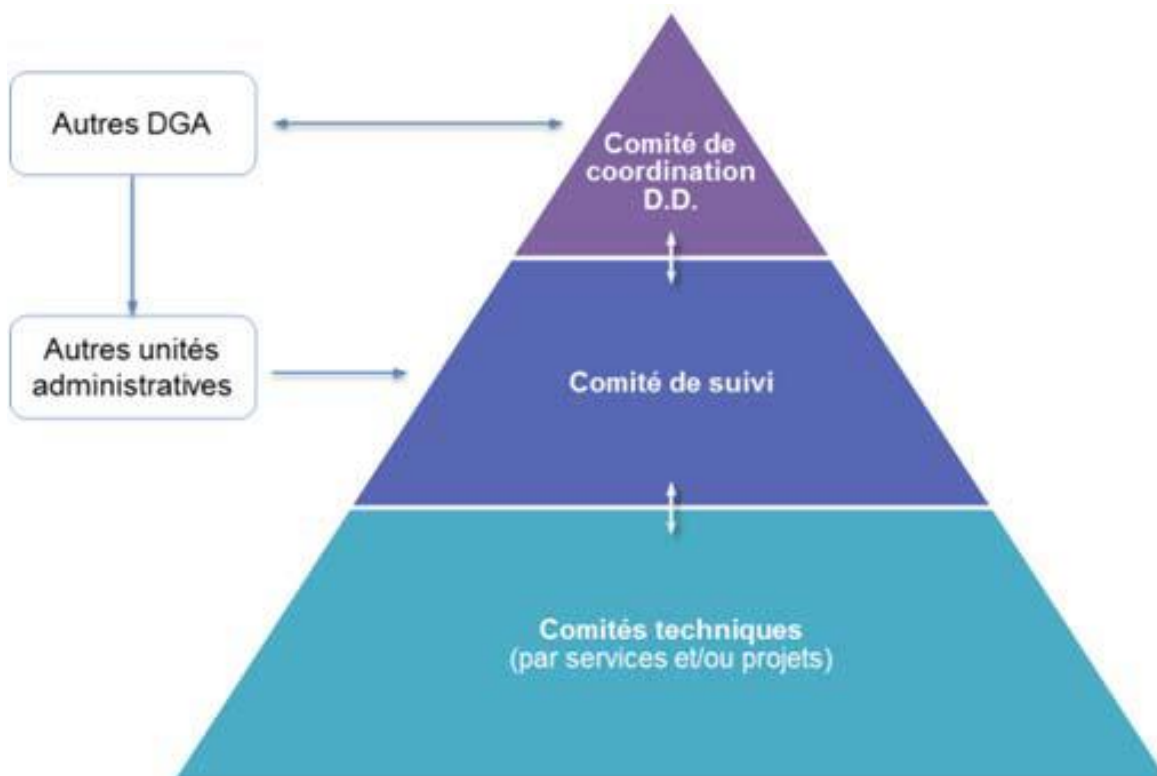 Autres DGA
Comité de
coordination
D.D.
Autres unités
administratives
Comité de suivi
Comités techniques
(par services et/ou projets)